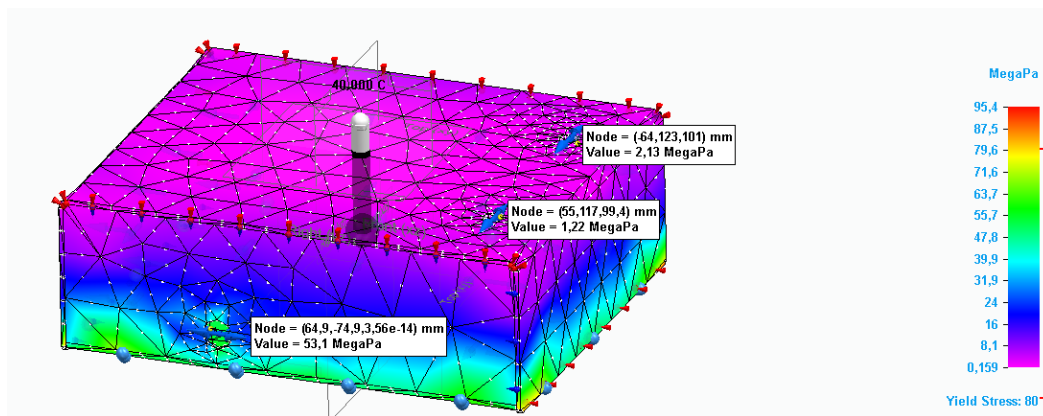 40.000 C
Node = (-64,123,101) mm
Value = 2,13 MegaPa
Node = (55,117,99,4) mm
Value = 1,22 MegaPa
Node = (64,9,-74,9,3,56e-14) mm
Value = 53,1 MegaPa
MegaPa
95,4
87,5
79,6
71,6
63,7
55,7
47,8
39,9
31,9
24
16
8,1
0,159
Yield Stress: 80